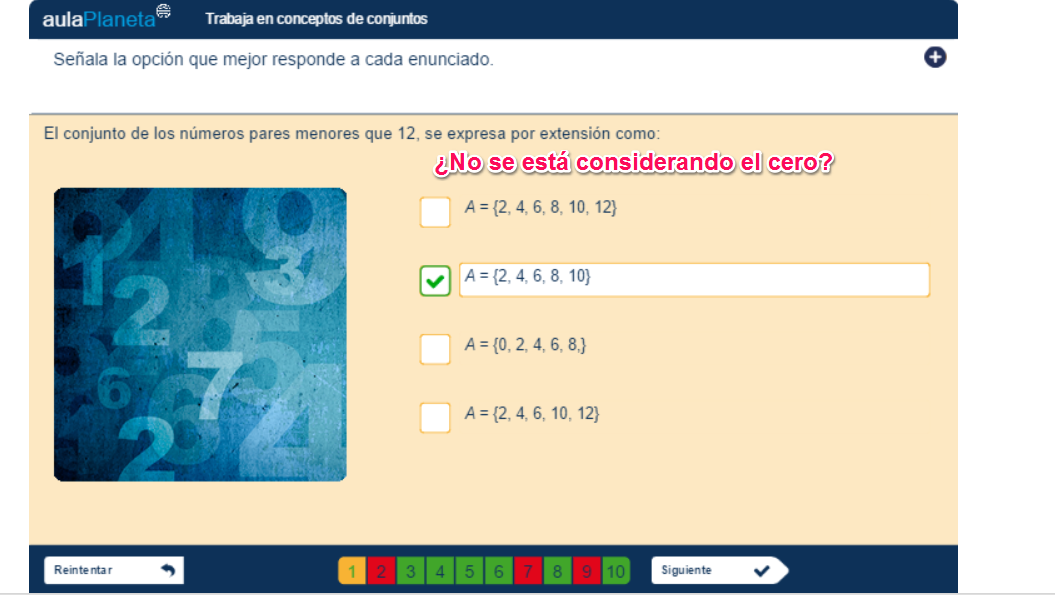 aulaPlaneta Trabaja en conceptos de conjuntos
Señala la opción que mejor responde a cada enunciado.
El conjunto de los números pares menores que 12, se expresa por extensión como:
¿No se está considerando el cero?
A = {2, 4, 6, 8, 10, 12}
A = {2, 4, 6, 8, 10}
A = {0, 2, 4, 6, 8,}
A = {2, 4, 6, 10, 12}
Reintentar 1 2 3 4 5 6 7 8 9 10 Siguiente